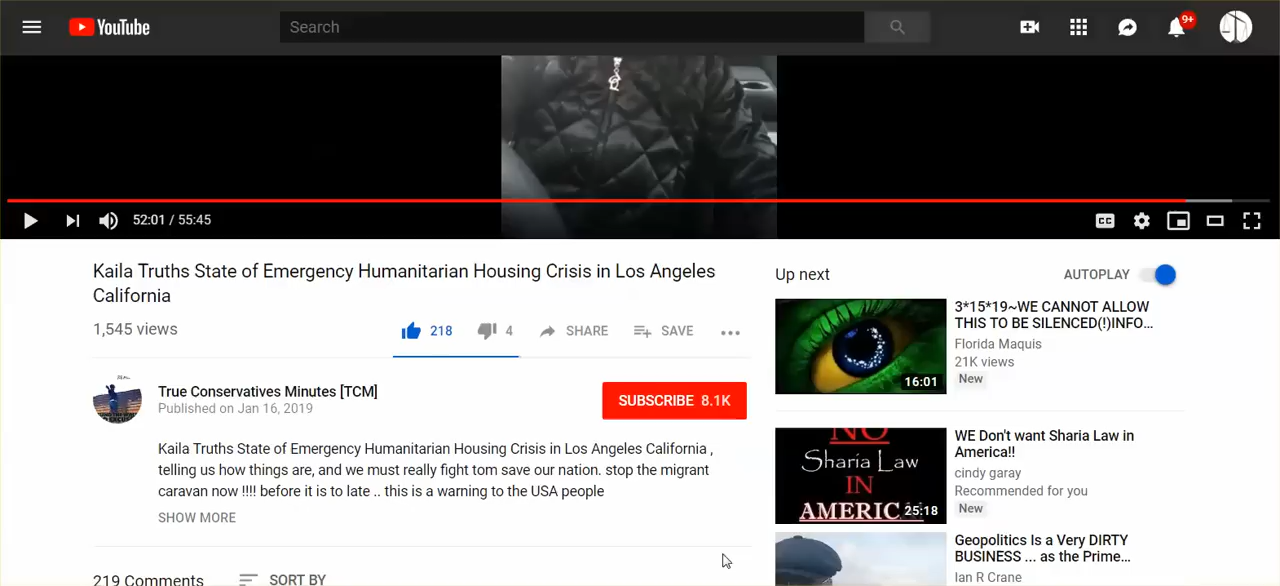 YouTube
Search
9+
52:01 / 55:45
CC
Kaila Truths State of Emergency Humanitarian Housing Crisis in Los Angeles
California
1,545 views
218
4
SHARE
SAVE
True Conservatives Minutes [TCM]
Published on Jan 16, 2019
SUBSCRIBE 8.1K
Kaila Truths State of Emergency Humanitarian Housing Crisis in Los Angeles California ,
telling us how things are, and we must really fight tom save our nation. stop the migrant
caravan now !!!! before it is to late .. this is a warning to the USA people
SHOW MORE
219 Comments
SORT BY
Up next
AUTOPLAY
16:01
3*15*19~WE CANNOT ALLOW
THIS TO BE SILENCED(!)INFO...
Florida Maquis
21K views
New
NO
Sharia Law
IN
AMERIC
25:18
WE Don't want Sharia Law in
America!!
cindy garay
Recommended for you
New
Geopolitics Is a Very DIRTY
BUSINESS ... as the Prime...
Ian R Crane